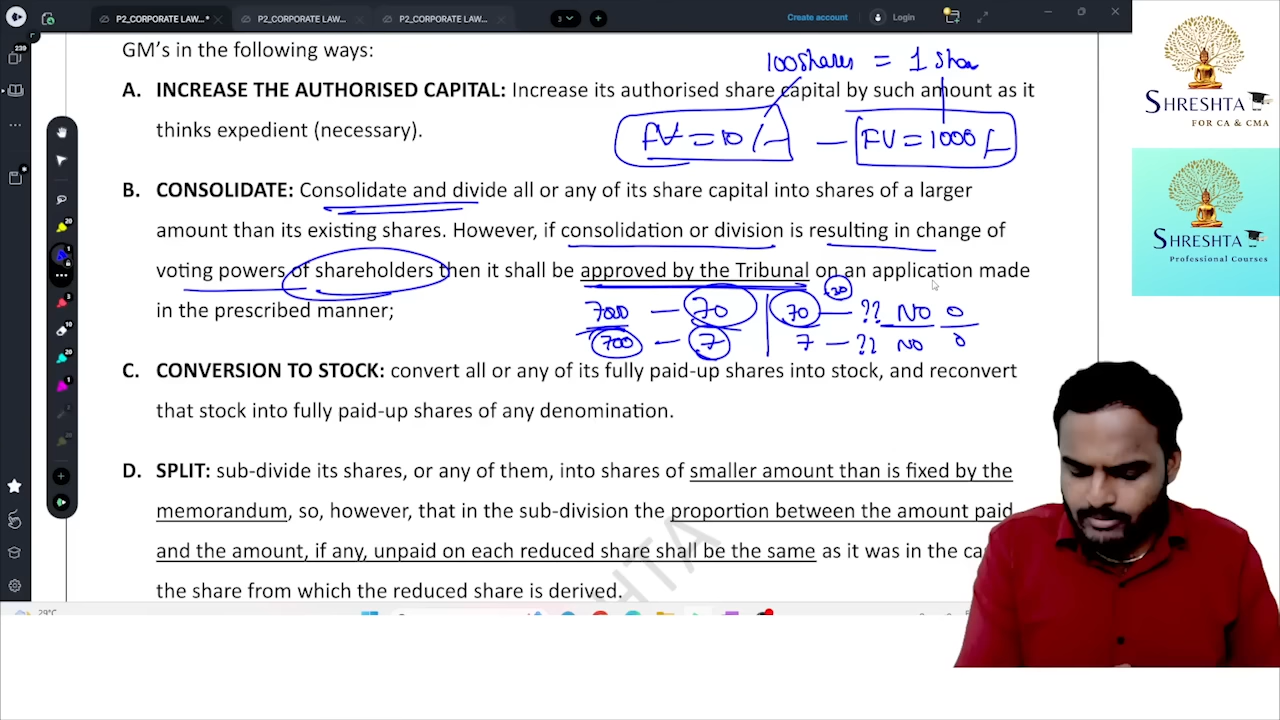 P2_CORPORATE LAW...* P2_CORPORATE LAW... P2_CORPORATE LAW... 3 Create account Login
239
GM's in the following ways:
100 shares = 1 share
A. INCREASE THE AUTHORISED CAPITAL: Increase its authorised share capital by such amount as it
thinks expedient (necessary).
FV = 10/- — FV = 1000/-
B. CONSOLIDATE: Consolidate and divide all or any of its share capital into shares of a larger
amount than its existing shares. However, if consolidation or division is resulting in change of
voting powers of shareholders then it shall be approved by the Tribunal on an application made
in the prescribed manner;
7000 — 70 70 — ?? NO 0
700 — 7 7 — ?? NO 0
C. CONVERSION TO STOCK: convert all or any of its fully paid-up shares into stock, and reconvert
that stock into fully paid-up shares of any denomination.
D. SPLIT: sub-divide its shares, or any of them, into shares of smaller amount than is fixed by the
memorandum, so, however, that in the sub-division the proportion between the amount paid
and the amount, if any, unpaid on each reduced share shall be the same as it was in the ca
the share from which the reduced share is derived.
29°C
SHRESHTA
FOR CA & CMA
SHRESHTA
Professional Courses